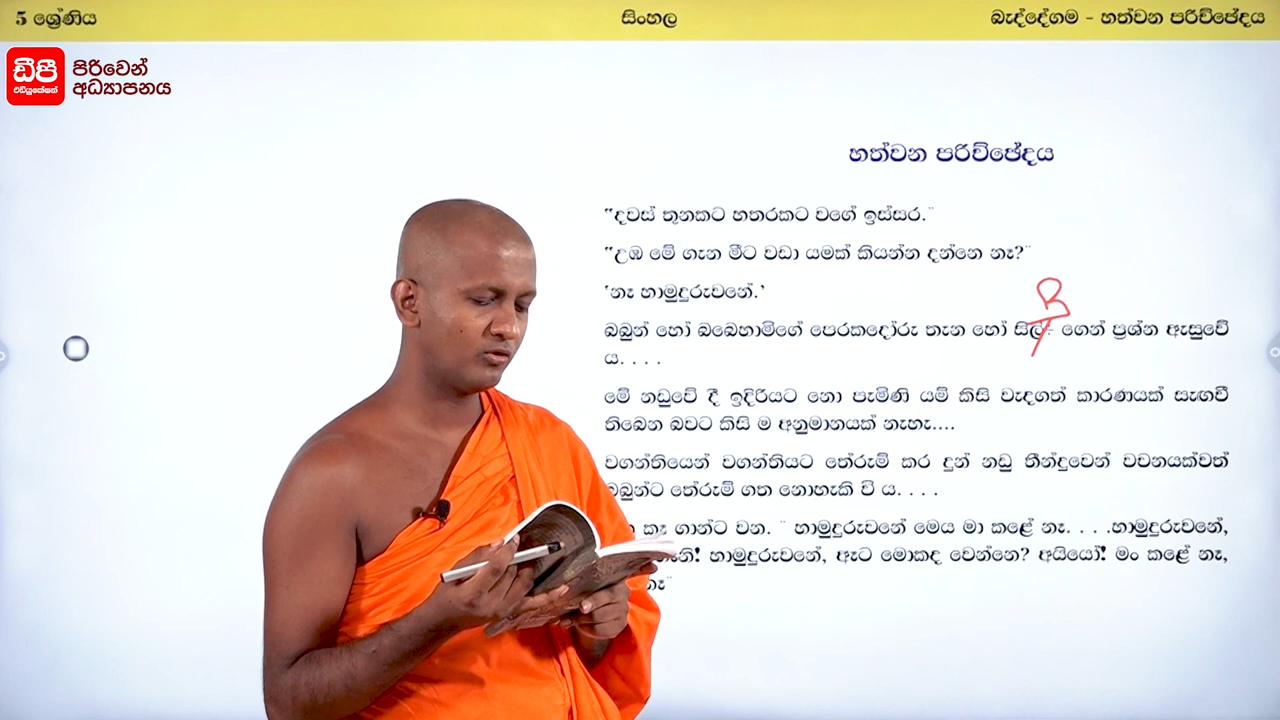 5 ශ්‍රේණිය
සිංහල
බැද්දේගම - හත්වන පරිච්ඡේදය
ඩීපී
එඩියුකේෂන්
පිරිවෙන්
අධ්‍යාපනය
හත්වන පරිච්ඡේදය
"දවස් තුනකට හතරකට වගේ ඉස්සර."
"උඹ මේ ගැන මීට වඩා යමක් කියන්න දන්නෙ නෑ?"
'නෑ හාමුදුරුවනේ.'
බබුන් හෝ බබෙහාමිගේ පෙරකදෝරු තැන හෝ සිල් ගෙන් ප්‍රශ්න ඇසුවේ
ය. . . .
මේ නඩුවේ දී ඉදිරියට නො පැමිණි යම් කිසි වැදගත් කාරණයක් සැඟවී
තිබෙන බවට කිසි ම අනුමානයක් නැහැ....
වගන්තියෙන් වගන්තියට තේරුම් කර දුන් නඩු තීන්දුවෙන් වචනයක්වත්
බබුන්ට තේරුම් ගත නොහැකි වි ය. . . .
කෑ ගාන්ට වන. " හාමුදුරුවනේ මෙය මා කළේ නෑ. . . .හාමුදුරුවනේ,
හාමුදුරුවනේ, ඇට මොකද වෙන්නෙ? අයියෝ! මං කළේ නෑ,